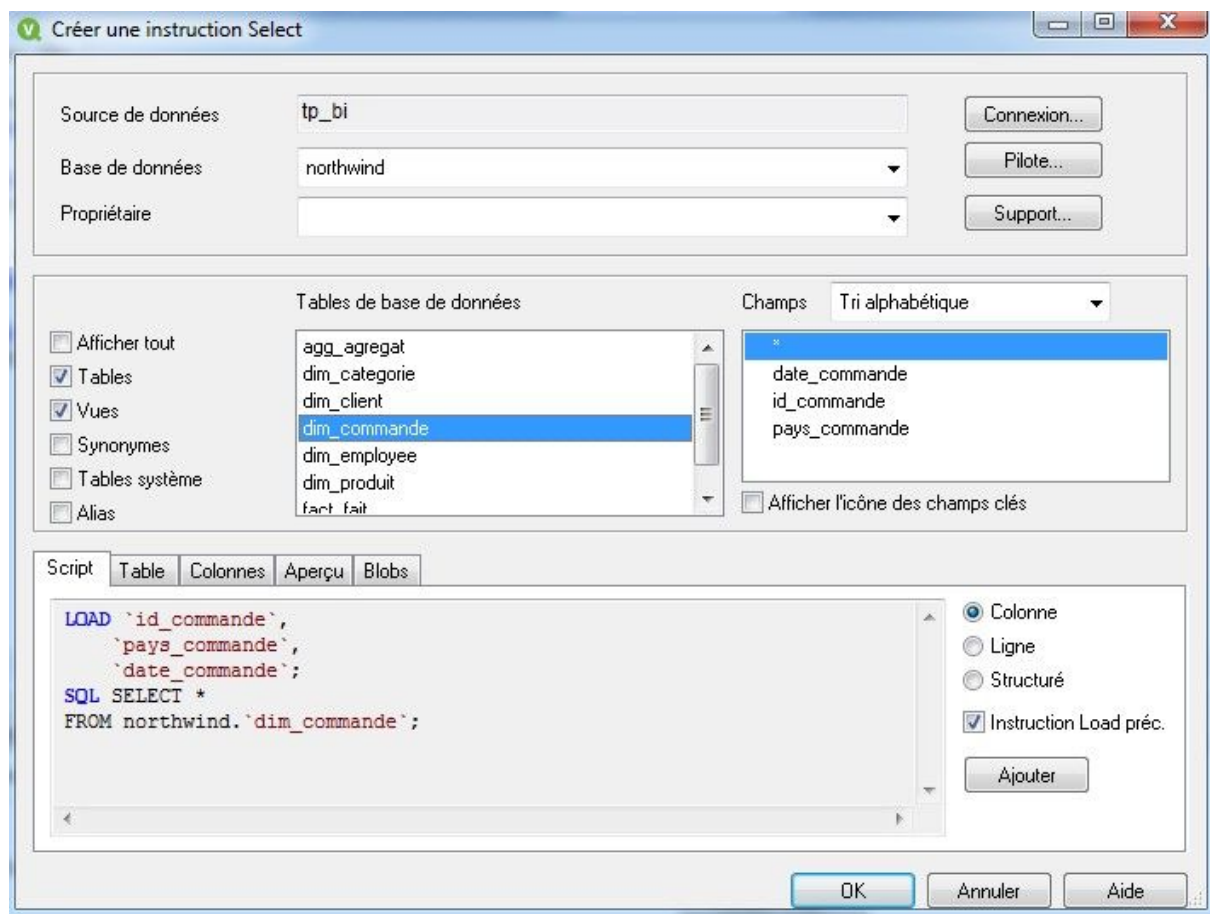 Créer une instruction Select
Source de données
tp_bi
Connexion...
Base de données
northwind
Pilote...
Propriétaire
Support...
Tables de base de données
Champs
Tri alphabétique
Afficher tout
Tables
Vues
Synonymes
Tables système
Alias
agg_agregat
dim_categorie
dim_client
dim_commande
dim_employee
dim_produit
fact_fait
*
date_commande
id_commande
pays_commande
Afficher l'icône des champs clés
Script
Table
Colonnes
Aperçu
Blobs
LOAD `id_commande`,
`pays_commande`,
`date_commande`;
SQL SELECT *
FROM northwind.`dim_commande`;
Colonne
Ligne
Structuré
Instruction Load préc.
Ajouter
OK
Annuler
Aide